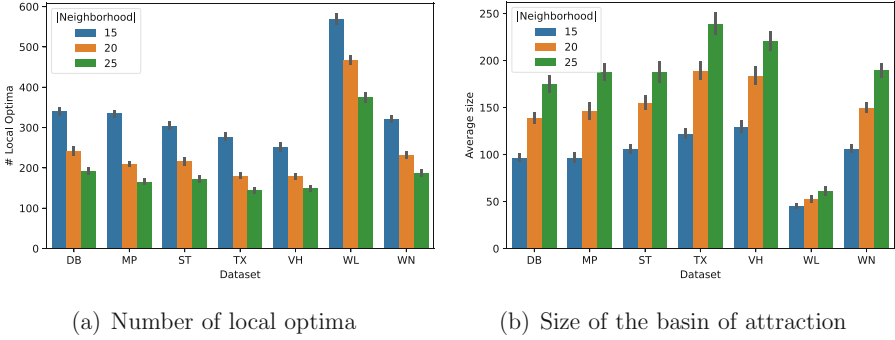 |Neighborhood|
15
20
25
600
500
400
300
200
100
0
# Local Optima
DB MP ST TX VH WL WN
Dataset
(a) Number of local optima
|Neighborhood|
15
20
25
250
200
150
100
50
0
Average size
DB MP ST TX VH WL WN
Dataset
(b) Size of the basin of attraction